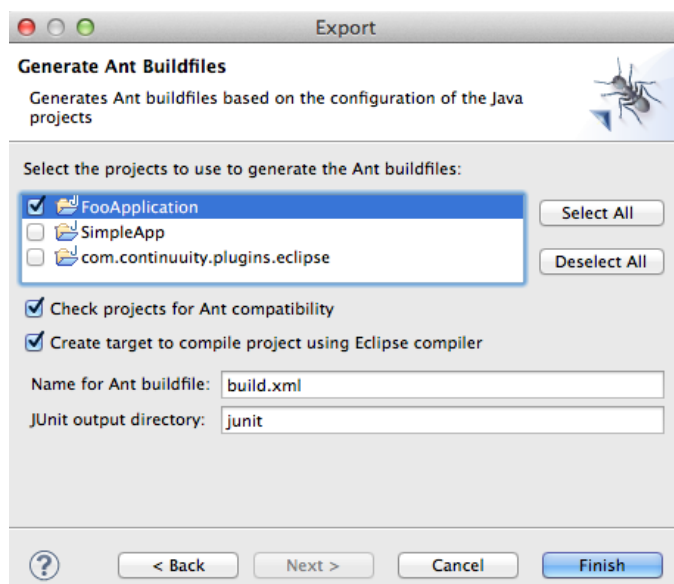 Export
Generate Ant Buildfiles
Generates Ant buildfiles based on the configuration of the Java
projects
Select the projects to use to generate the Ant buildfiles:
FooApplication
SimpleApp
com.continuuity.plugins.eclipse
Select All
Deselect All
Check projects for Ant compatibility
Create target to compile project using Eclipse compiler
Name for Ant buildfile: build.xml
JUnit output directory: junit
? < Back Next > Cancel Finish